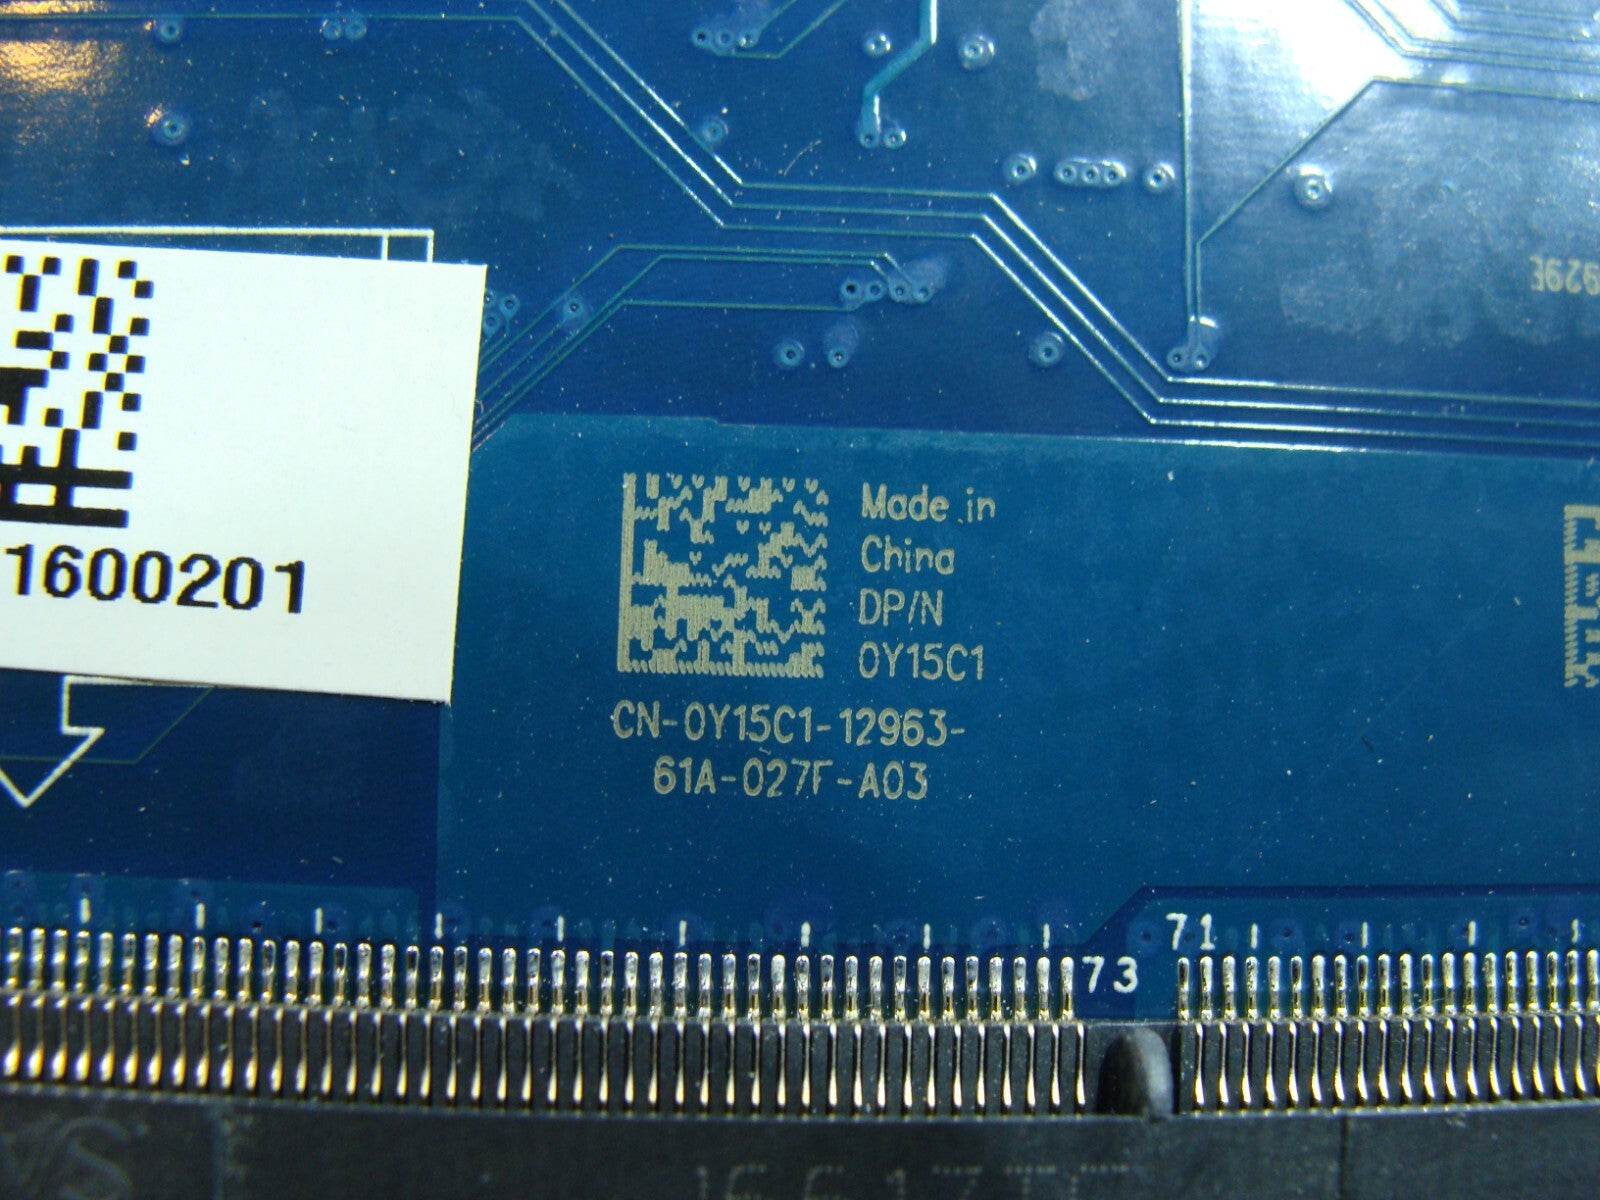 929E
1600201
Made in
China
DP/N
0Y15C1
CN-0Y15C1-12963-
61A-027F-A03
71
73